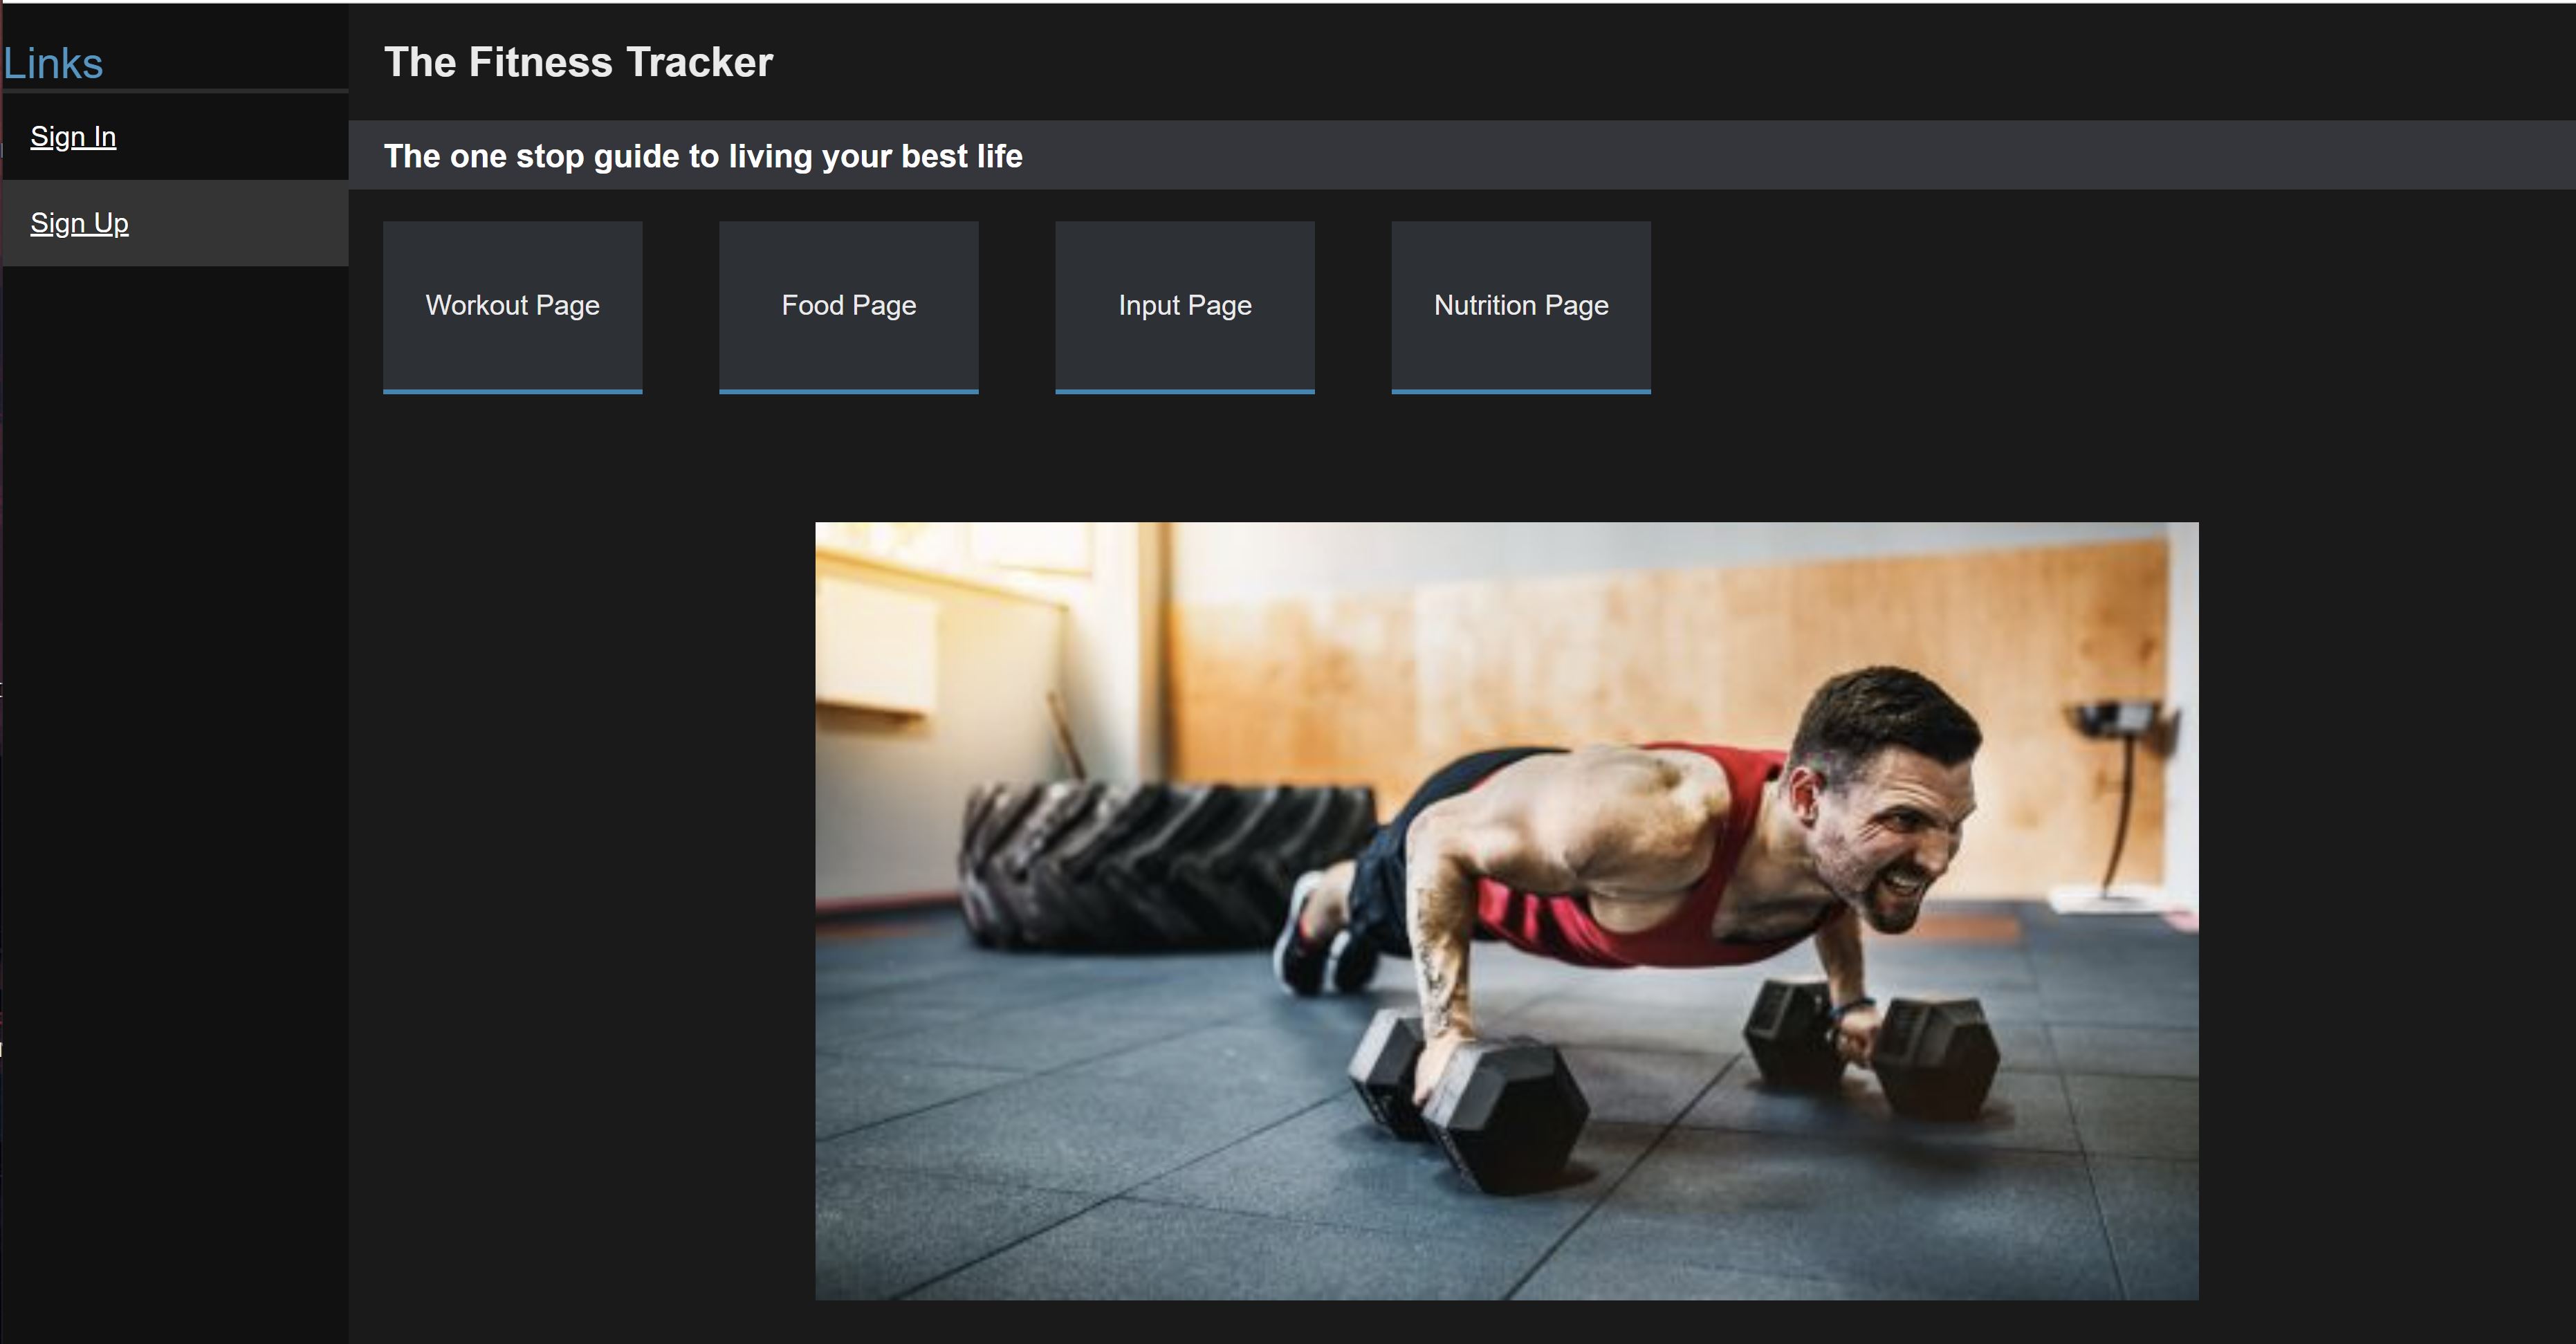 Links
Sign In
Sign Up
The Fitness Tracker
The one stop guide to living your best life
Workout Page
Food Page
Input Page
Nutrition Page